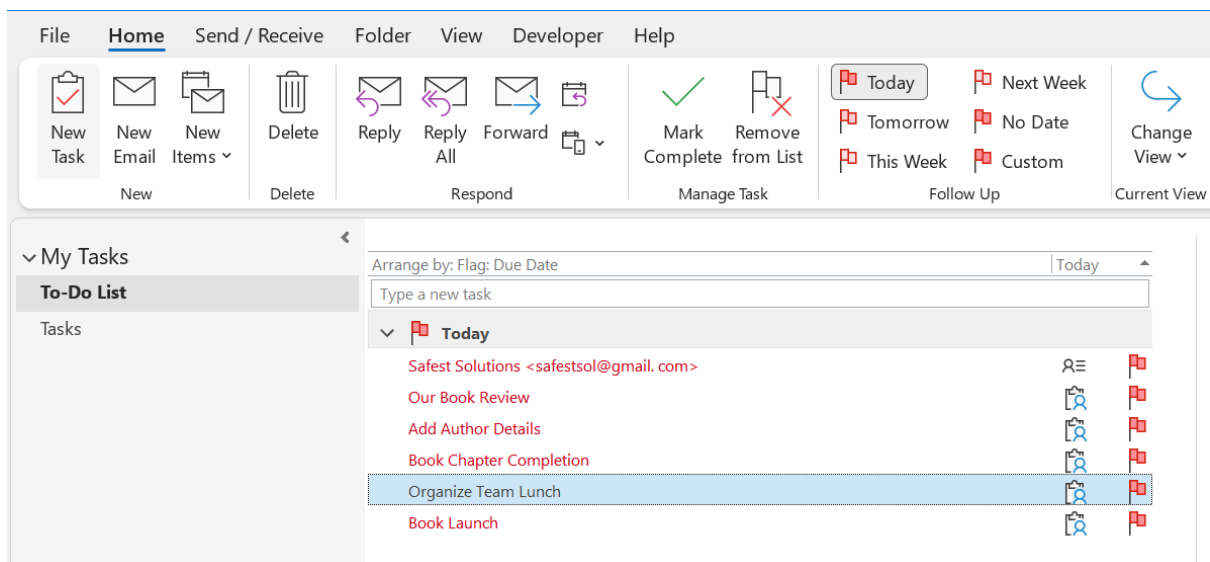 File Home Send / Receive Folder View Developer Help
New Task
New Email
New Items
Delete
Reply
Reply All
Forward
Mark Complete
Remove from List
Today
Tomorrow
This Week
Next Week
No Date
Custom
Change View
New
Delete
Respond
Manage Task
Follow Up
Current View
My Tasks
To-Do List
Tasks
Arrange by: Flag: Due Date Today
Type a new task
Today
Safest Solutions <safestsol@gmail. com>
Our Book Review
Add Author Details
Book Chapter Completion
Organize Team Lunch
Book Launch